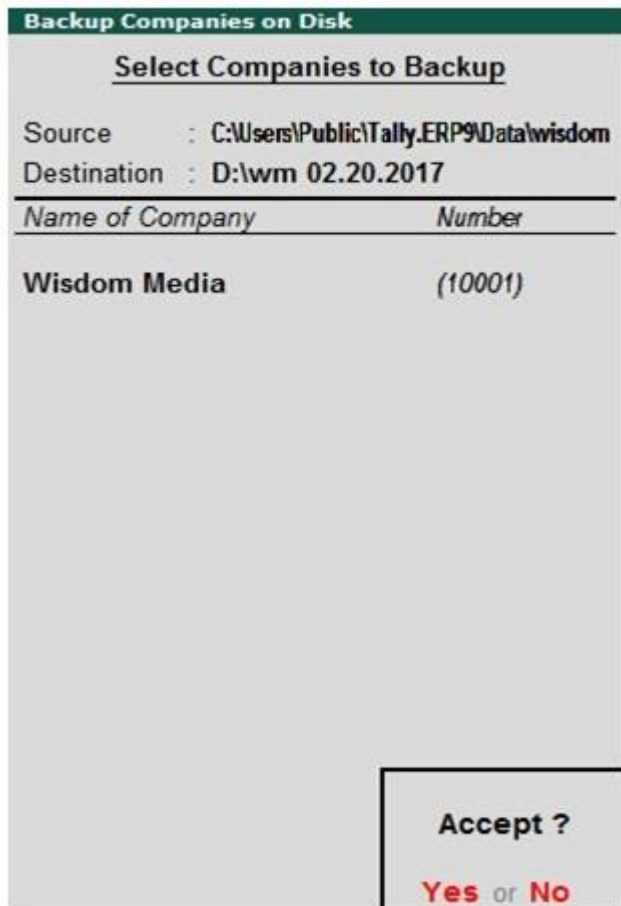 Backup Companies on Disk
Select Companies to Backup
Source : C:\Users\Public\Tally.ERP9\Data\wisdom
Destination : D:\wm 02.20.2017
Name of Company Number
Wisdom Media (10001)
Accept ?
Yes or No